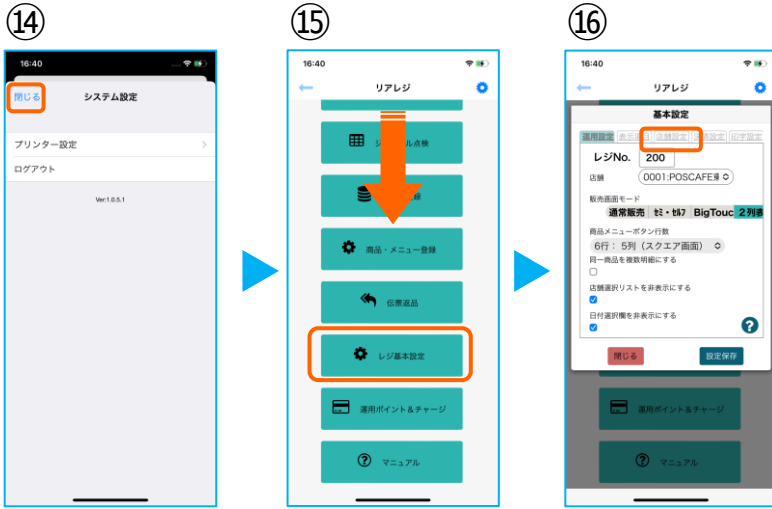 ⑭
16:40
閉じる
システム設定
プリンター設定
ログアウト
Ver:1.0.5.1
⑮
16:40
リアレジ
ル点検
商品・メニュー登録
伝票返品
レジ基本設定
運用ポイント＆チャージ
マニュアル
⑯
16:40
リアレジ
基本設定
運用設定
店舗設定
印字設定
レジNo. 200
店舗 0001:POSCAFE
販売画面モード
通常販売 ｾﾐ・ｾﾙﾌ BigTouc 2列表
商品メニューボタン行数
6行： 5列 （スクエア画面）
同一商品を複数明細にする
店舗選択リストを非表示にする
日付選択欄を非表示にする
閉じる 設定保存
運用ポイント＆チャージ
マニュアル